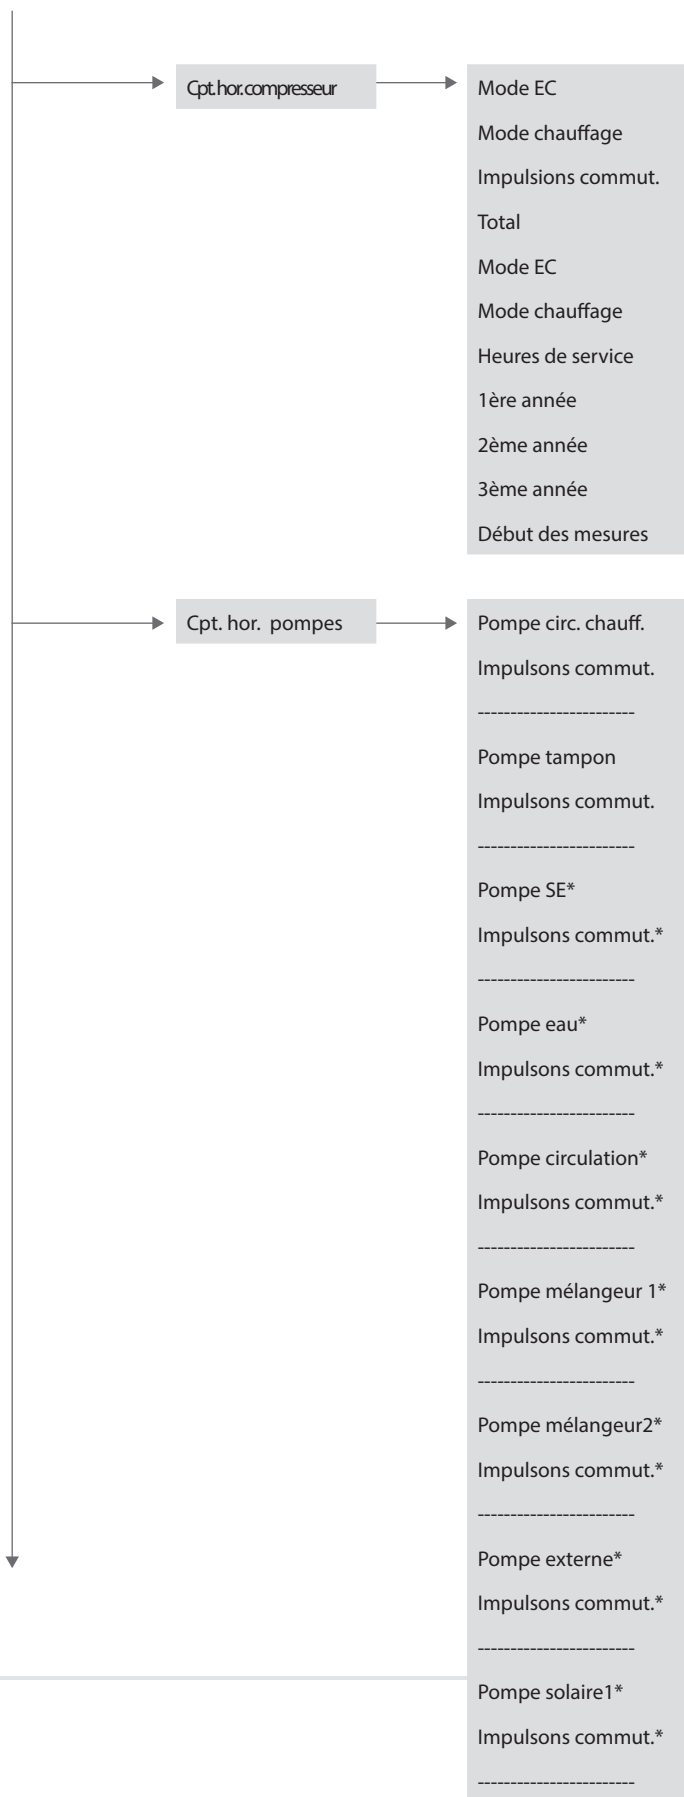 Cpt.hor.compresseur
Mode EC
Mode chauffage
Impulsions commut.
Total
Mode EC
Mode chauffage
Heures de service
1ère année
2ème année
3ème année
Début des mesures
Cpt. hor. pompes
Pompe circ. chauff.
Impulsons commut.
------------------------
Pompe tampon
Impulsons commut.
------------------------
Pompe SE*
Impulsons commut.*
------------------------
Pompe eau*
Impulsons commut.*
------------------------
Pompe circulation*
Impulsons commut.*
------------------------
Pompe mélangeur 1*
Impulsons commut.*
------------------------
Pompe mélangeur2*
Impulsons commut.*
------------------------
Pompe externe*
Impulsons commut.*
------------------------
Pompe solaire1*
Impulsons commut.*
------------------------